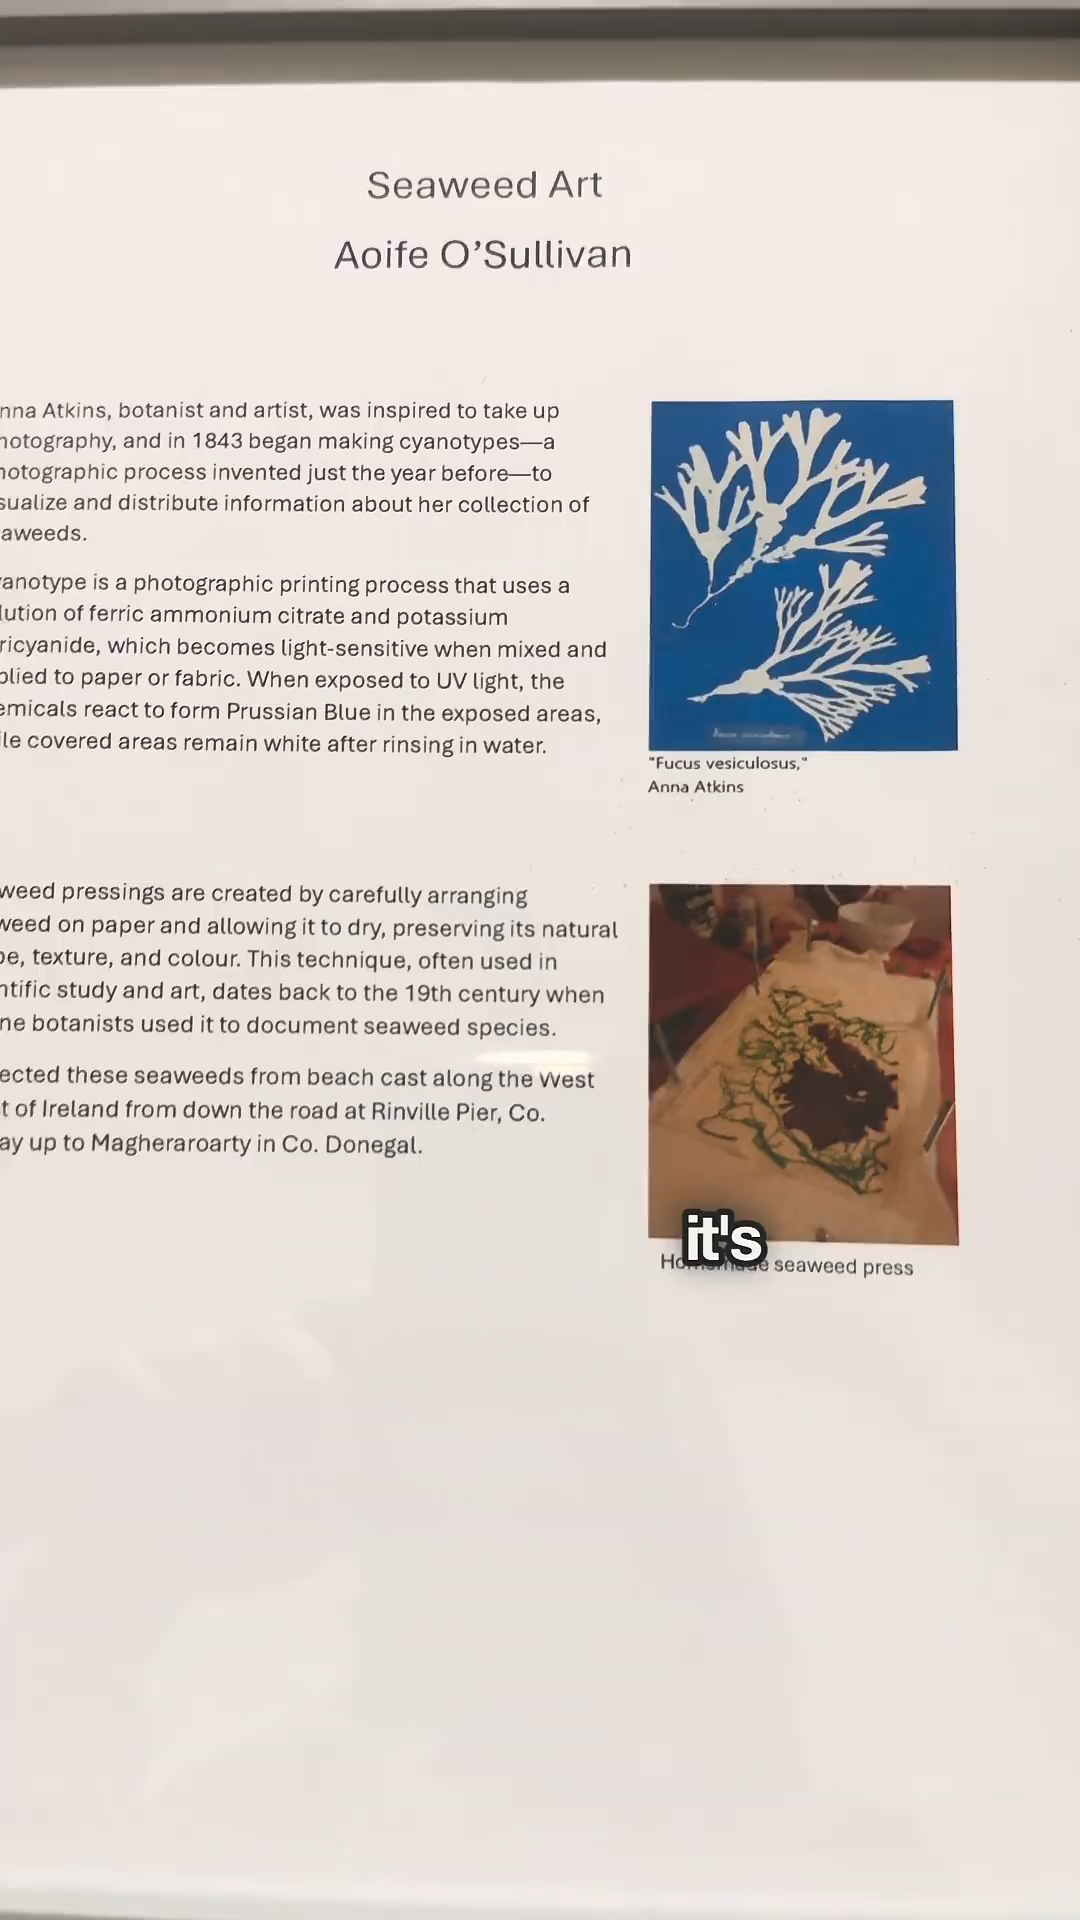 Seaweed Art
Aoife O'Sullivan
nna Atkins, botanist and artist, was inspired to take up
hotography, and in 1843 began making cyanotypes—a
hotographic process invented just the year before—to
sualize and distribute information about her collection of
aweeds.
anotype is a photographic printing process that uses a
lution of ferric ammonium citrate and potassium
ricyanide, which becomes light-sensitive when mixed and
plied to paper or fabric. When exposed to UV light, the
emicals react to form Prussian Blue in the exposed areas,
ile covered areas remain white after rinsing in water.
"Fucus vesiculosus,"
Anna Atkins
weed pressings are created by carefully arranging
weed on paper and allowing it to dry, preserving its natural
pe, texture, and colour. This technique, often used in
ntific study and art, dates back to the 19th century when
ne botanists used it to document seaweed species.
ected these seaweeds from beach cast along the West
t of Ireland from down the road at Rinville Pier, Co.
ay up to Magheraroarty in Co. Donegal.
it's
seaweed press